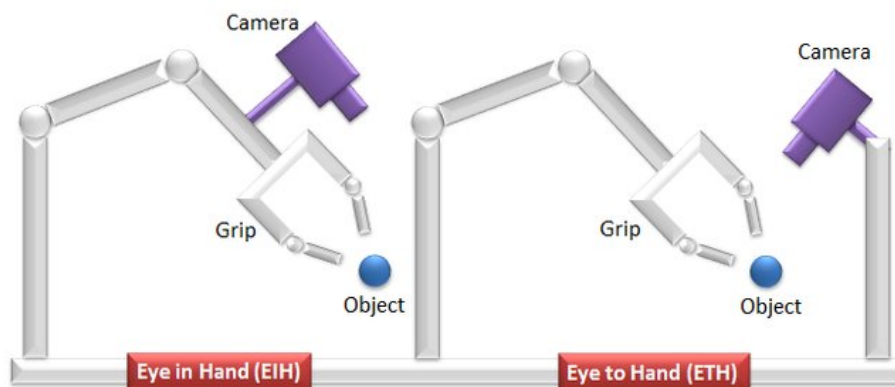 Camera
Camera
Grip
Grip
Object
Object
Eye in Hand (EIH)
Eye to Hand (ETH)